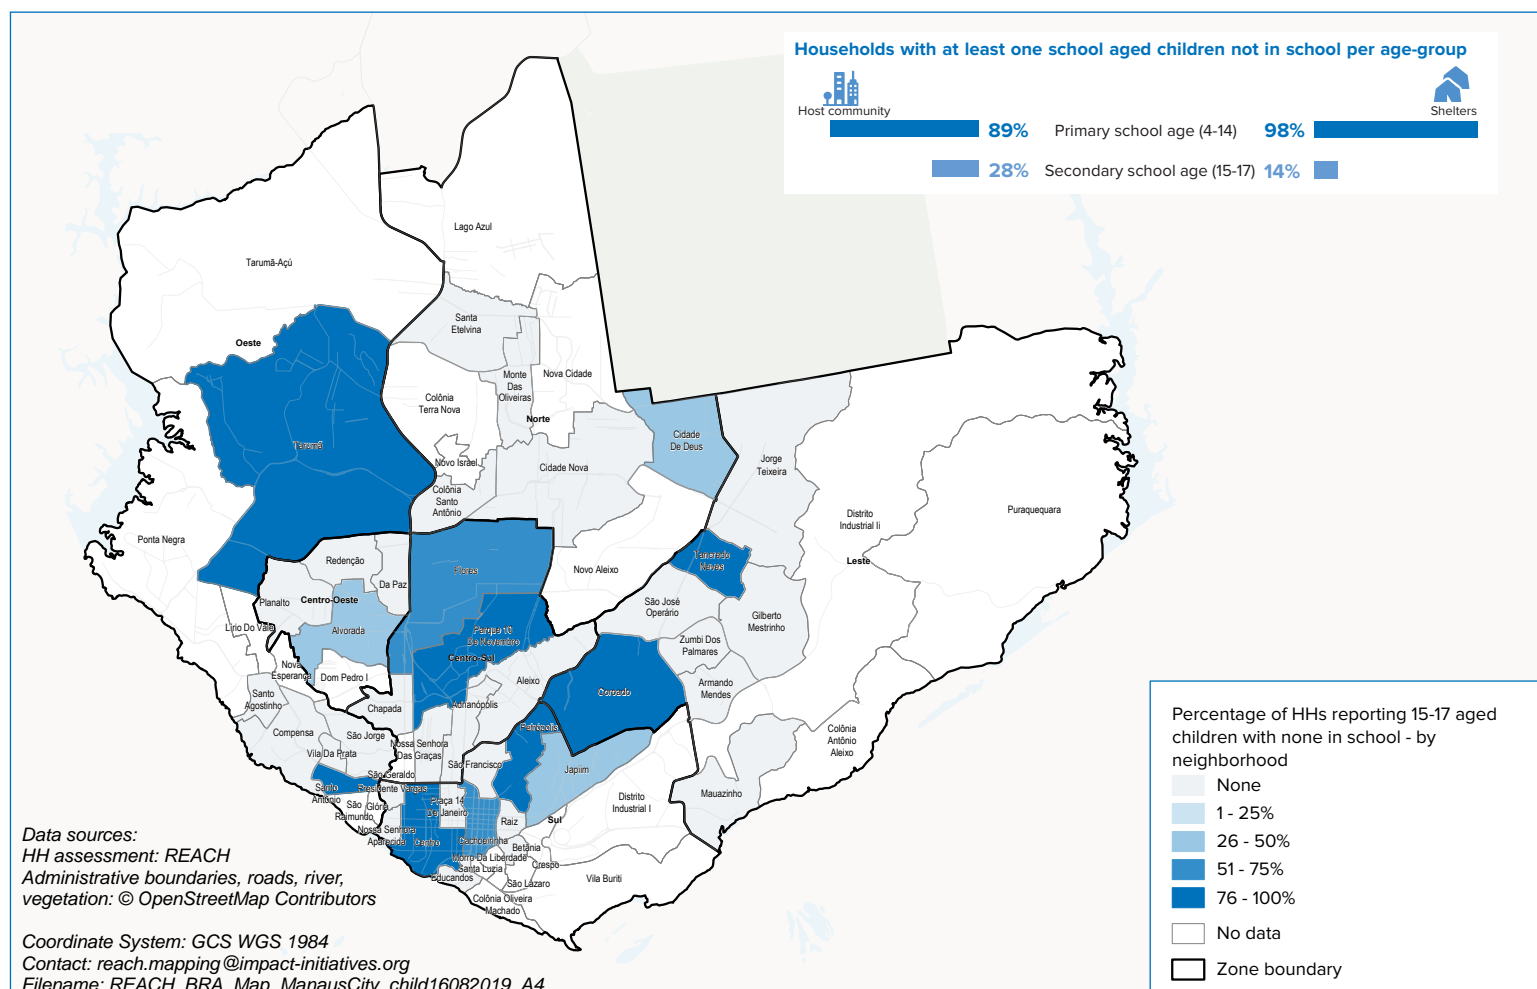 Households with at least one school aged children not in school per age-group
Host community
Shelters
89% Primary school age (4-14) 98%
28% Secondary school age (15-17) 14%
Lago Azul
Tarumã-Açú
Santa
Etelvina
Oeste
Monte
Das
Oliveiras
Nova Cidade
Colônia
Terra Nova
Norte
Tarumã
Cidade
De Deus
Novo Israel
Cidade Nova
Jorge
Teixeira
Colônia
Santo
Antônio
Distrito
Industrial Ii
Puraquequara
Ponta Negra
Redenção
Flores
Novo Aleixo
Tancredo
Neves
Leste
Da Paz
Planalto
Centro-Oeste
São José
Operário
Gilberto
Mestrinho
Lírio Do Vale
Alvorada
Parque 10
De Novembro
Zumbi Dos
Palmares
Centro-Sul
Nova
Esperança
Dom Pedro I
Aleixo
Coroado
Armando
Mendes
Santo
Agostinho
Chapada
Adrianópolis
Petrópolis
Compensa
São Jorge
Nossa Senhora
Das Graças
Colônia
Antônio
Aleixo
Vila Da Prata
São Geraldo
São Francisco
Japiim
Santo
Antônio
Presidente Vargas
Mauazinho
São
Raimundo
Glória
Praça 14
De Janeiro
Distrito
Industrial I
Raiz
Sul
Nossa Senhora
Aparecida
Centro
Cachoeirinha
Betânia
Morro Da Liberdade
Santa Luzia
Crespo
Educandos
São Lázaro
Vila Buriti
Colônia Oliveira
Machado
Percentage of HHs reporting 15-17 aged
children with none in school - by
neighborhood
None
1 - 25%
26 - 50%
51 - 75%
76 - 100%
No data
Zone boundary
Data sources:
HH assessment: REACH
Administrative boundaries, roads, river,
vegetation: © OpenStreetMap Contributors
Coordinate System: GCS WGS 1984
Contact: reach.mapping@impact-initiatives.org
Filename: REACH_BRA_Map_ManausCity_child16082019_A4